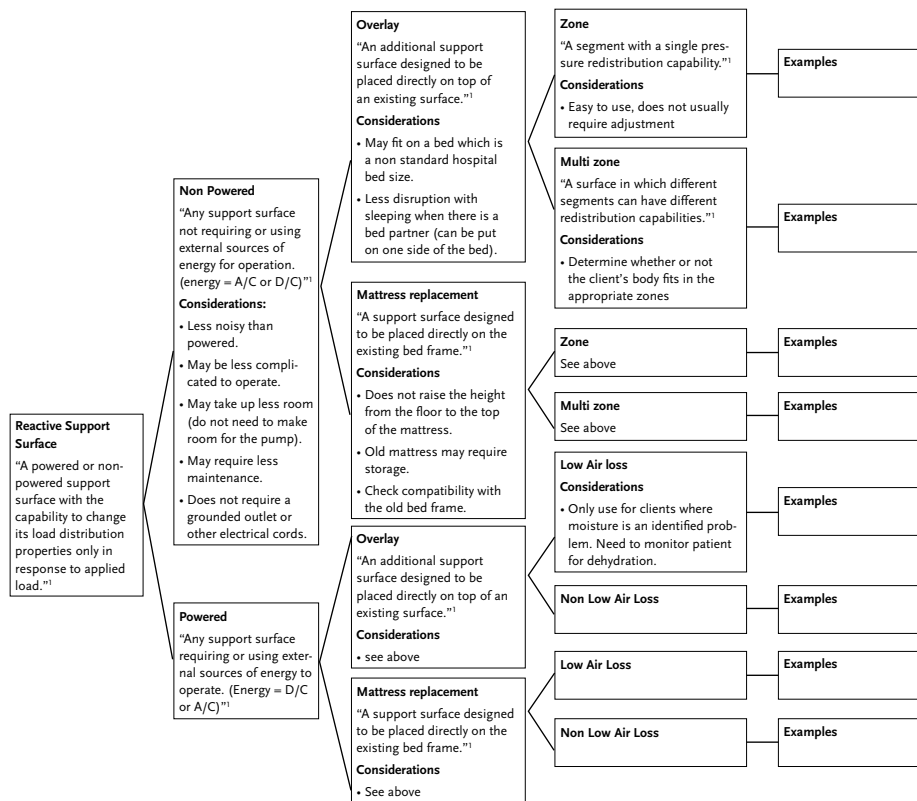 Reactive Support
Surface
“A powered or non-
powered support
surface with the
capability to change
its load distribution
properties only in
response to applied
load.”1
Non Powered
“Any support surface
not requiring or using
external sources of
energy for operation.
(energy = A/C or D/C)”1
Considerations:
• Less noisy than
powered.
• May be less compli-
cated to operate.
• May take up less room
(do not need to make
room for the pump).
• May require less
maintenance.
• Does not require a
grounded outlet or
other electrical cords.
Powered
“Any support surface
requiring or using exter-
nal sources of energy to
operate. (Energy = D/C
or A/C)”1
Overlay
“An additional support
surface designed to be
placed directly on top of
an existing surface.”1
Considerations
• May fit on a bed which is
a non standard hospital
bed size.
• Less disruption with
sleeping when there is a
bed partner (can be put
on one side of the bed).
Mattress replacement
“A support surface designed
to be placed directly on the
existing bed frame.”1
Considerations
• Does not raise the height
from the floor to the top
of the mattress.
• Old mattress may require
storage.
• Check compatibility with
the old bed frame.
Overlay
“An additional support
surface designed to be
placed directly on top of an
existing surface.”1
Considerations
• see above
Mattress replacement
“A support surface designed
to be placed directly on the
existing bed frame.”1
Considerations
• See above
Zone
“A segment with a single pres-
sure redistribution capability.”1
Considerations
• Easy to use, does not usually
require adjustment
Multi zone
“A surface in which different
segments can have different
redistribution capabilities.”1
Considerations
• Determine whether or not
the client’s body fits in the
appropriate zones
Zone
See above
Multi zone
See above
Low Air loss
Considerations
• Only use for clients where
moisture is an identified prob-
lem. Need to monitor patient
for dehydration.
Non Low Air Loss
Low Air Loss
Non Low Air Loss
Examples
Examples
Examples
Examples
Examples
Examples
Examples
Examples